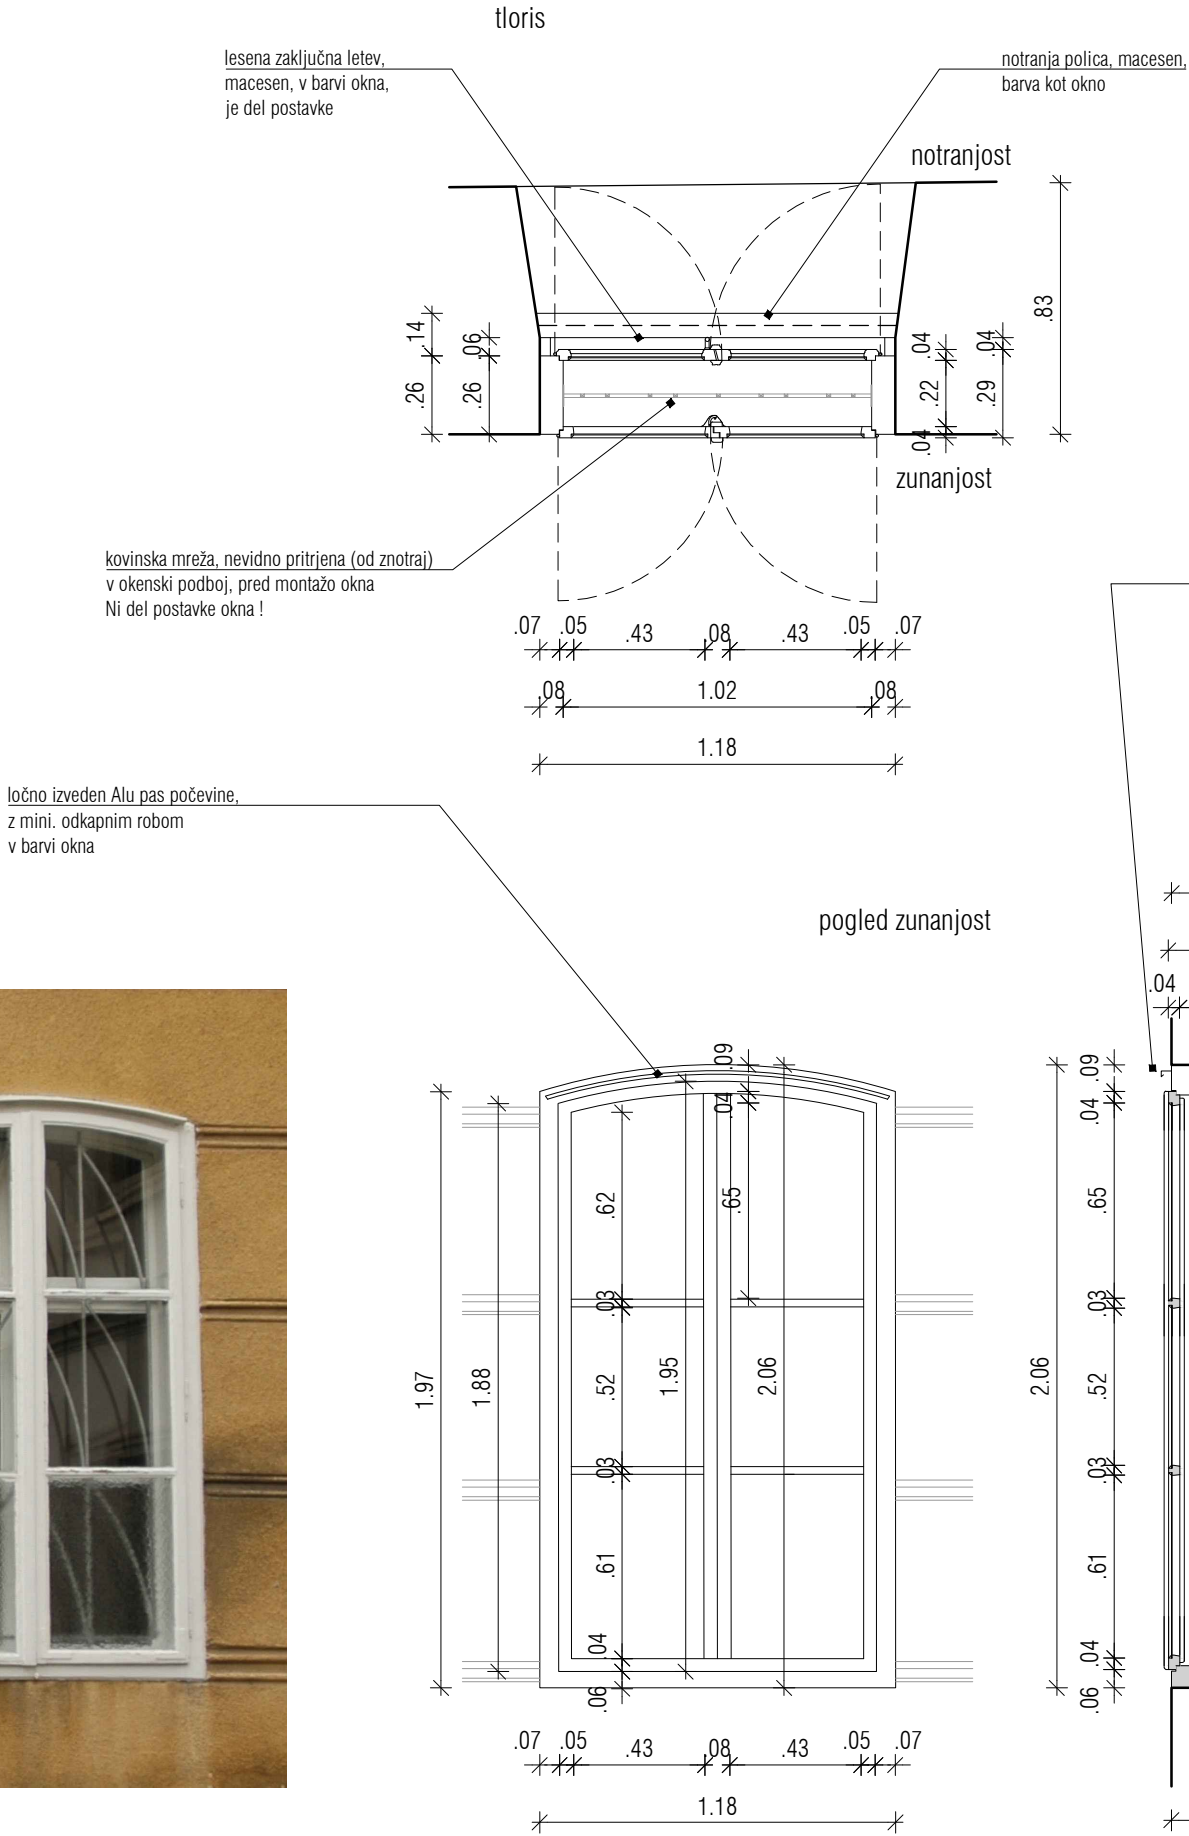 tloris
lesena zaključna letev,
macesen, v barvi okna,
je del postavke
notranja polica, macesen,
barva kot okno
notranjost
.14
.06
.26
.26
.04
.04
.22
.29
.04
.83
zunanjost
kovinska mreža, nevidno pritrjena (od znotraj)
v okenski podboj, pred montažo okna
Ni del postavke okna !
.07 .05 .43 .08 .43 .05 .07
.08 1.02 .08
1.18
ločno izveden Alu pas počevine,
z mini. odkapnim robom
v barvi okna
pogled zunanjost
.04
.09
.04
.62
.65
.03
.52
.03
.61
.04
.06
1.97
1.88
1.95
2.06
2.06
.09
.04
.65
.03
.52
.03
.61
.04
.06
.07 .05 .43 .08 .43 .05 .07
1.18